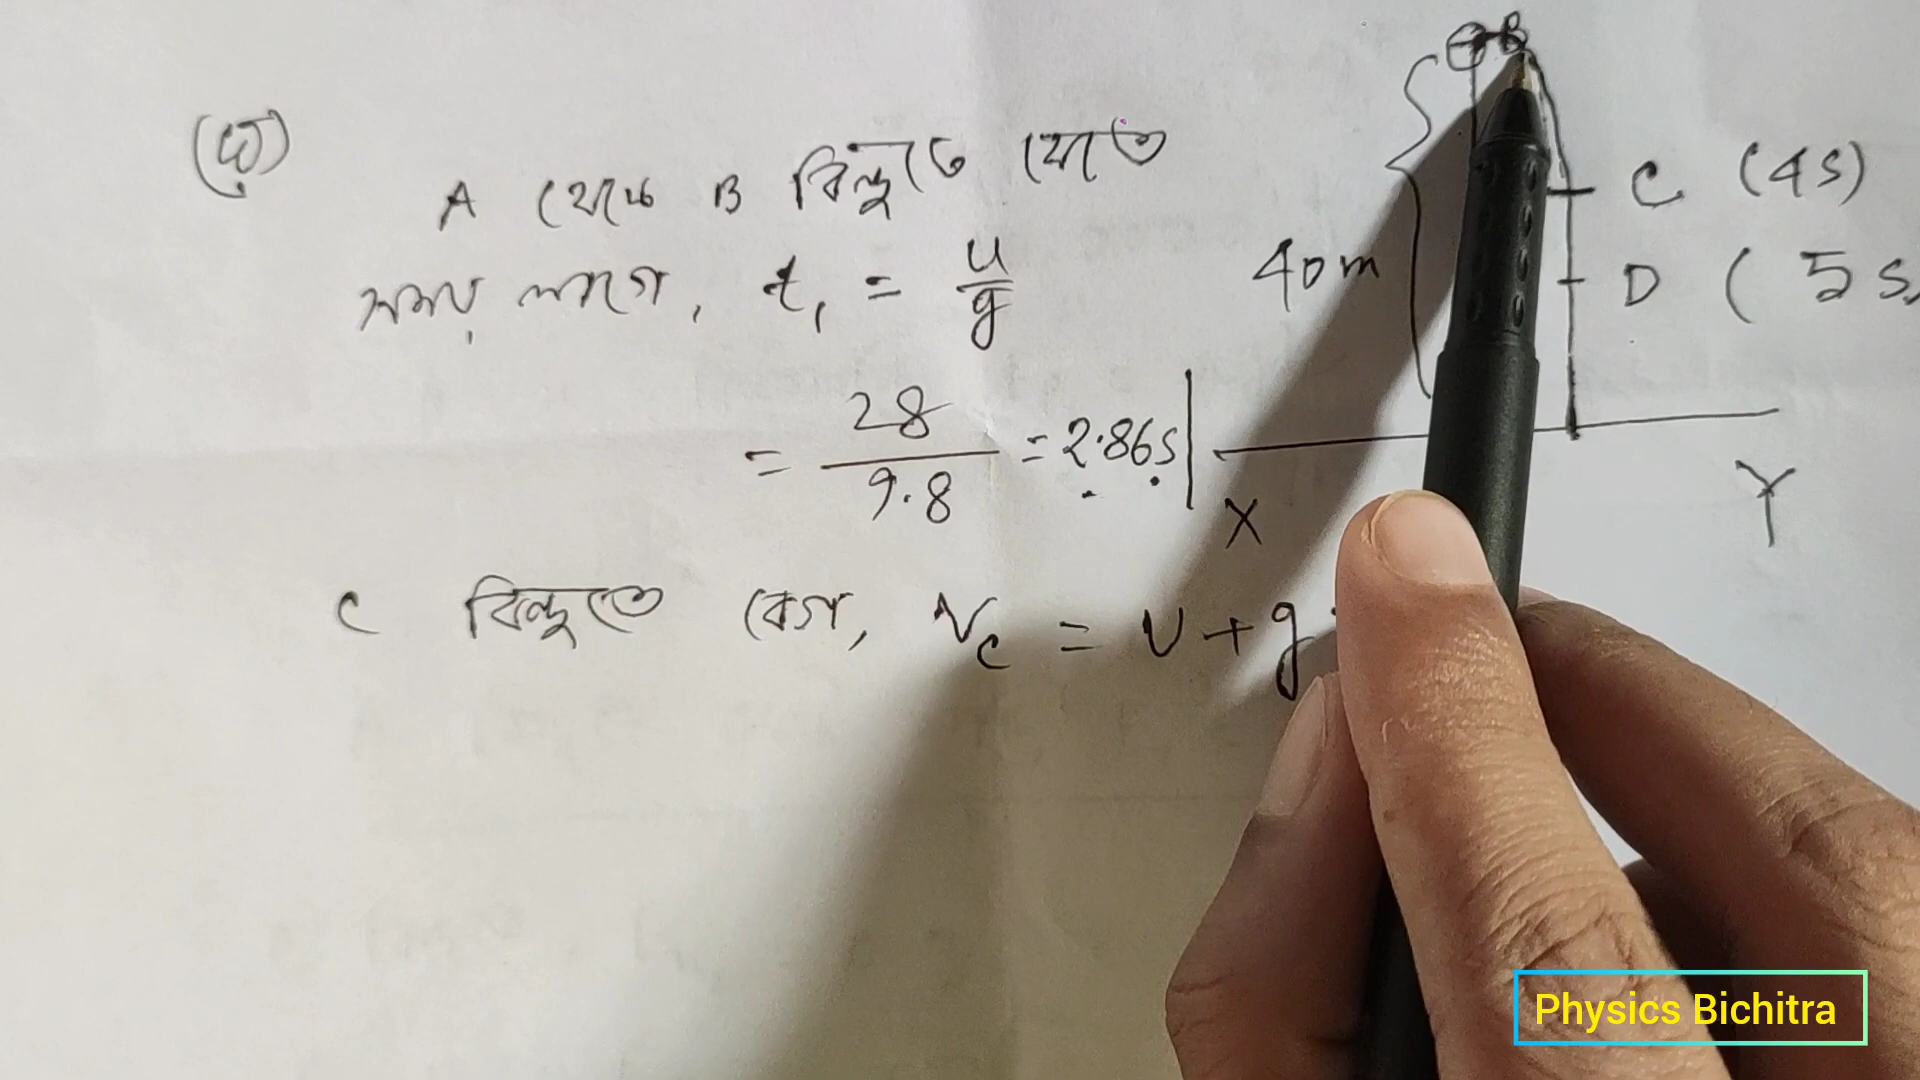 (ঘ)
A থেকে B বিন্দুতে যেতে
সময় লাগে, t₁ = u/g
= 28/9.8 = 2.86s
C বিন্দুতে বেগ, v_c = u + g
B
C (4s)
40m
D (5s
X
Y
Physics Bichitra